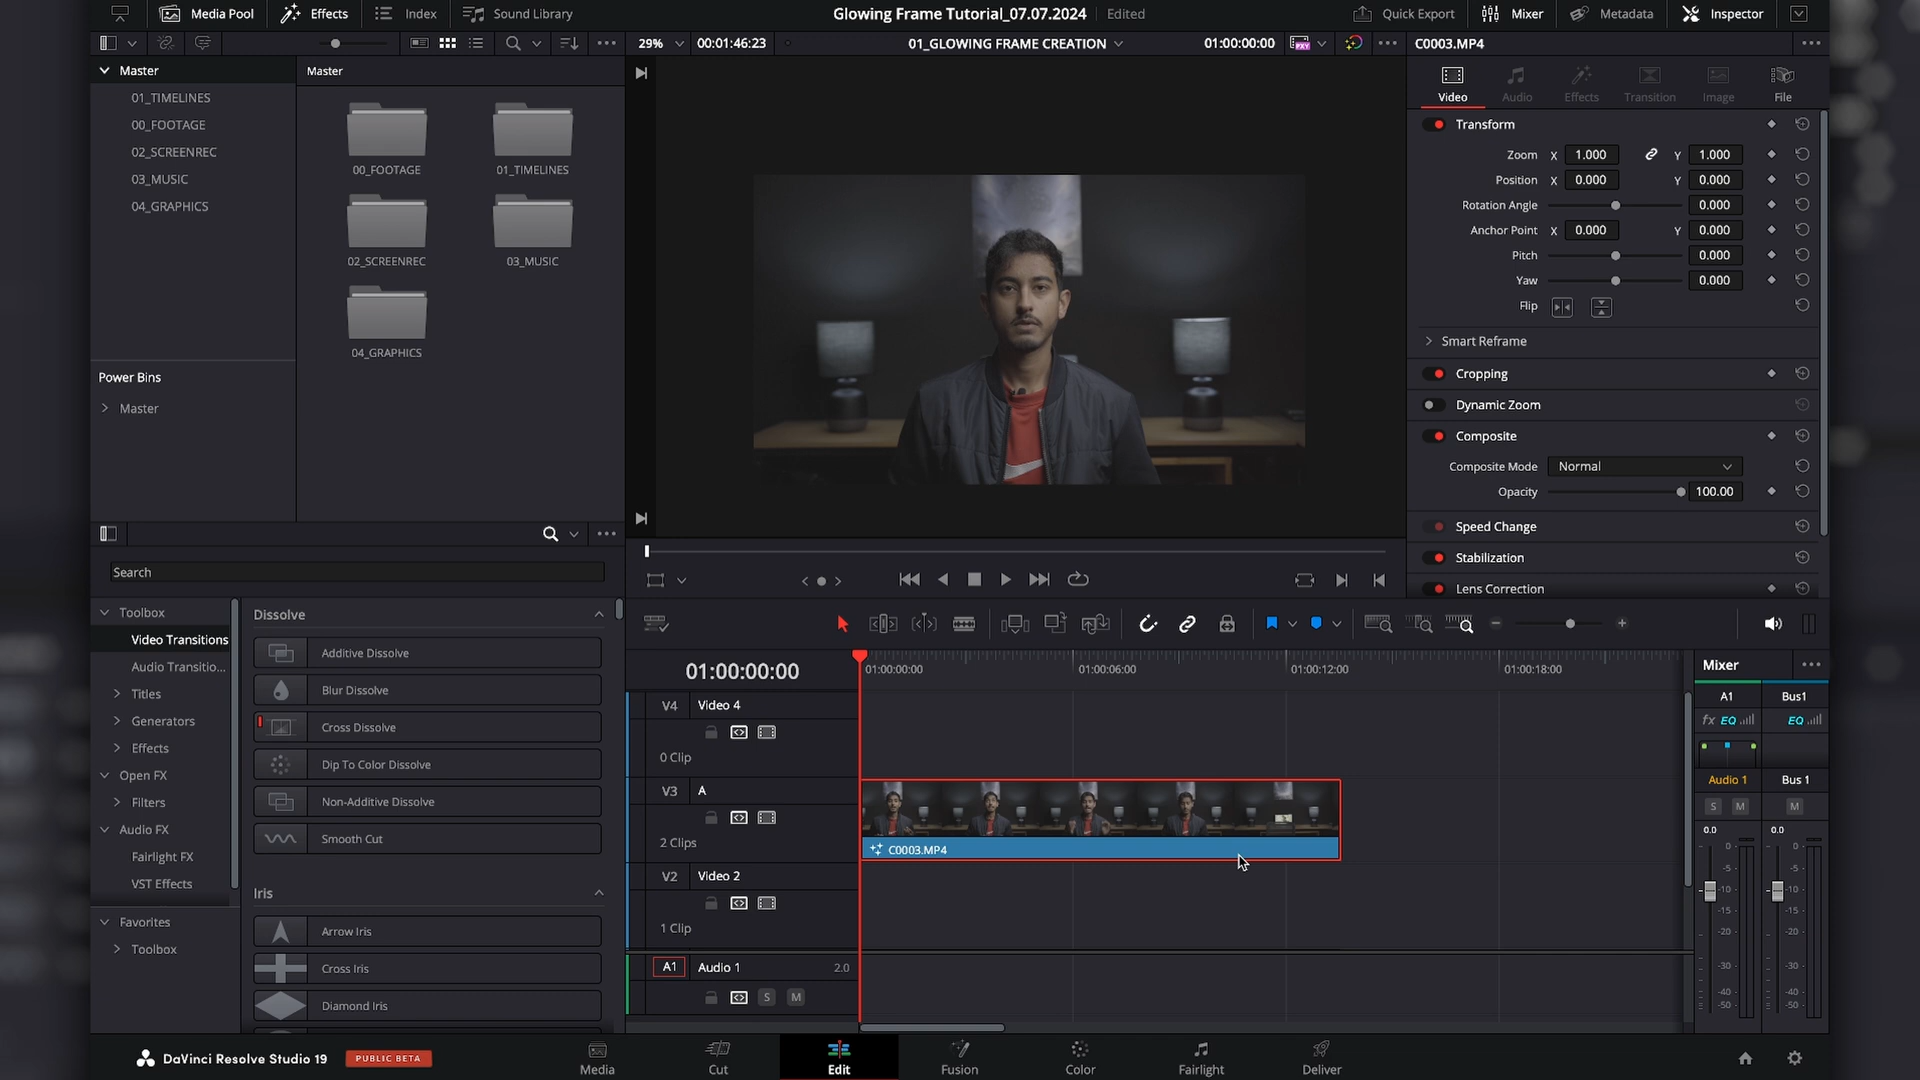 Media Pool
Effects
Index
Sound Library
Glowing Frame Tutorial_07.07.2024
Edited
Quick Export
Mixer
Metadata
Inspector
29%
00:01:46:23
01_GLOWING FRAME CREATION
01:00:00:00
PXY
C0003.MP4
Master
01_TIMELINES
00_FOOTAGE
02_SCREENREC
03_MUSIC
04_GRAPHICS
Power Bins
Master
Master
00_FOOTAGE
01_TIMELINES
02_SCREENREC
03_MUSIC
04_GRAPHICS
Video
Audio
Effects
Transition
Image
File
Transform
Zoom X 1.000 Y 1.000
Position X 0.000 Y 0.000
Rotation Angle 0.000
Anchor Point X 0.000 Y 0.000
Pitch 0.000
Yaw 0.000
Flip
Smart Reframe
Cropping
Dynamic Zoom
Composite
Composite Mode Normal
Opacity 100.00
Speed Change
Stabilization
Lens Correction
Search
Toolbox
Video Transitions
Audio Transitio...
Titles
Generators
Effects
Open FX
Filters
Audio FX
Fairlight FX
VST Effects
Favorites
Toolbox
Dissolve
Additive Dissolve
Blur Dissolve
Cross Dissolve
Dip To Color Dissolve
Non-Additive Dissolve
Smooth Cut
Iris
Arrow Iris
Cross Iris
Diamond Iris
01:00:00:00
01:00:00:00
01:00:06:00
01:00:12:00
01:00:18:00
V4 Video 4
0 Clip
V3 A
2 Clips
C0003.MP4
V2 Video 2
1 Clip
A1 Audio 1 2.0
S M
Mixer
A1 Bus1
fx EQ EQ
Audio 1 Bus 1
S M M
0.0 0.0
0 0
-5 -5
-10 -10
-15 -15
-20 -20
-30 -30
-40 -40
-50 -50
DaVinci Resolve Studio 19
PUBLIC BETA
Media
Cut
Edit
Fusion
Color
Fairlight
Deliver